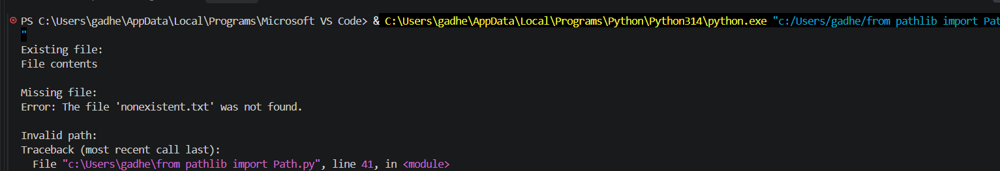 PS C:\Users\gadhe\AppData\Local\Programs\Microsoft VS Code> & C:\Users\gadhe\AppData\Local\Programs\Python\Python314\python.exe "c:/Users/gadhe/from pathlib import Pat
"
Existing file:
File contents

Missing file:
Error: The file 'nonexistent.txt' was not found.

Invalid path:
Traceback (most recent call last):
  File "c:\Users\gadhe\from pathlib import Path.py", line 41, in <module>